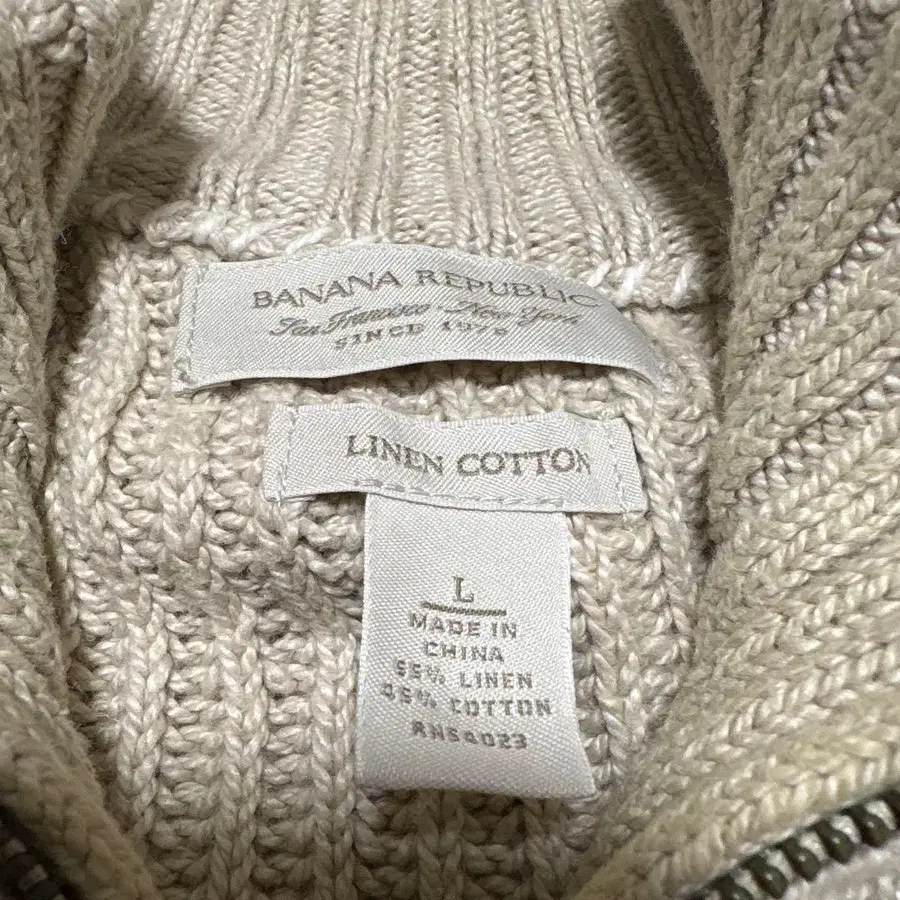 BANANA REPUBLIC
San Francisco New York
SINCE 1978
LINEN COTTON
L
MADE IN
CHINA
55% LINEN
45% COTTON
RN54023